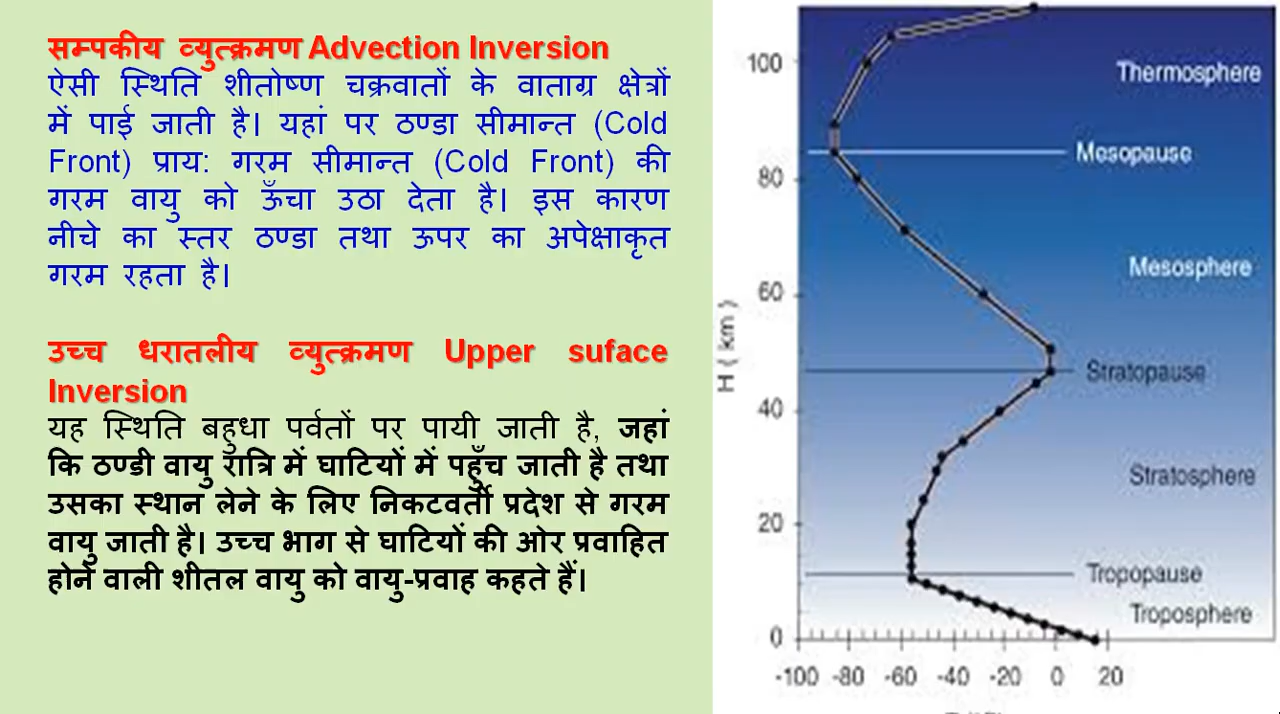 सम्पकीय व्युत्क्रमण Advection Inversion
ऐसी स्थिति शीतोष्ण चक्रवातों के वाताग्र क्षेत्रों
में पाई जाती है। यहां पर ठण्डा सीमान्त (Cold
Front) प्राय: गरम सीमान्त (Cold Front) की
गरम वायु को ऊँचा उठा देता है। इस कारण
नीचे का स्तर ठण्डा तथा ऊपर का अपेक्षाकृत
गरम रहता है।
उच्च धरातलीय व्युत्क्रमण Upper suface
Inversion
यह स्थिति बहुधा पर्वतों पर पायी जाती है, जहां
कि ठण्डी वायु रात्रि में घाटियों में पहुँच जाती है तथा
उसका स्थान लेने के लिए निकटवर्ती प्रदेश से गरम
वायु जाती है। उच्च भाग से घाटियों की ओर प्रवाहित
होने वाली शीतल वायु को वायु-प्रवाह कहते हैं।
100
Thermosphere
Mesopause
80
Mesosphere
60
H ( km )
Stratopause
40
Stratosphere
20
Tropopause
Troposphere
0
-100 -80 -60 -40 -20 0 20